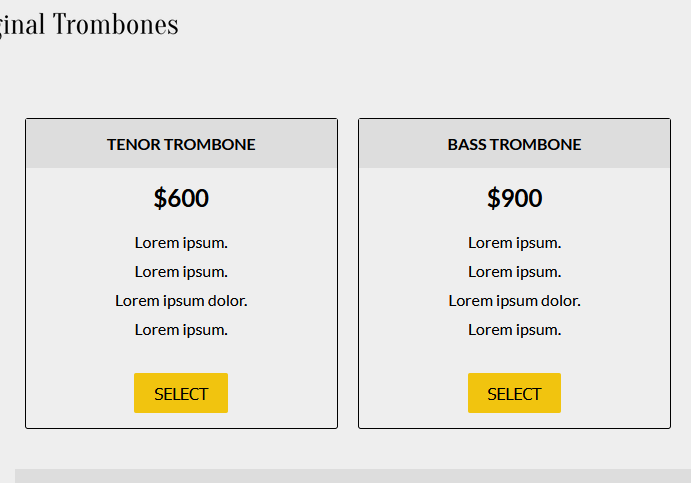 ginal Trombones
TENOR TROMBONE
$600
Lorem ipsum.
Lorem ipsum.
Lorem ipsum dolor.
Lorem ipsum.
SELECT
BASS TROMBONE
$900
Lorem ipsum.
Lorem ipsum.
Lorem ipsum dolor.
Lorem ipsum.
SELECT